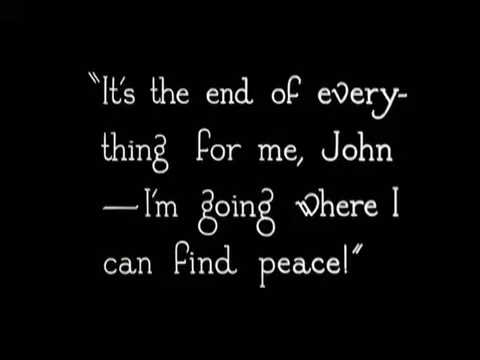 "It's the end of every-
thing for me, John
—I'm going where I
can find peace!"